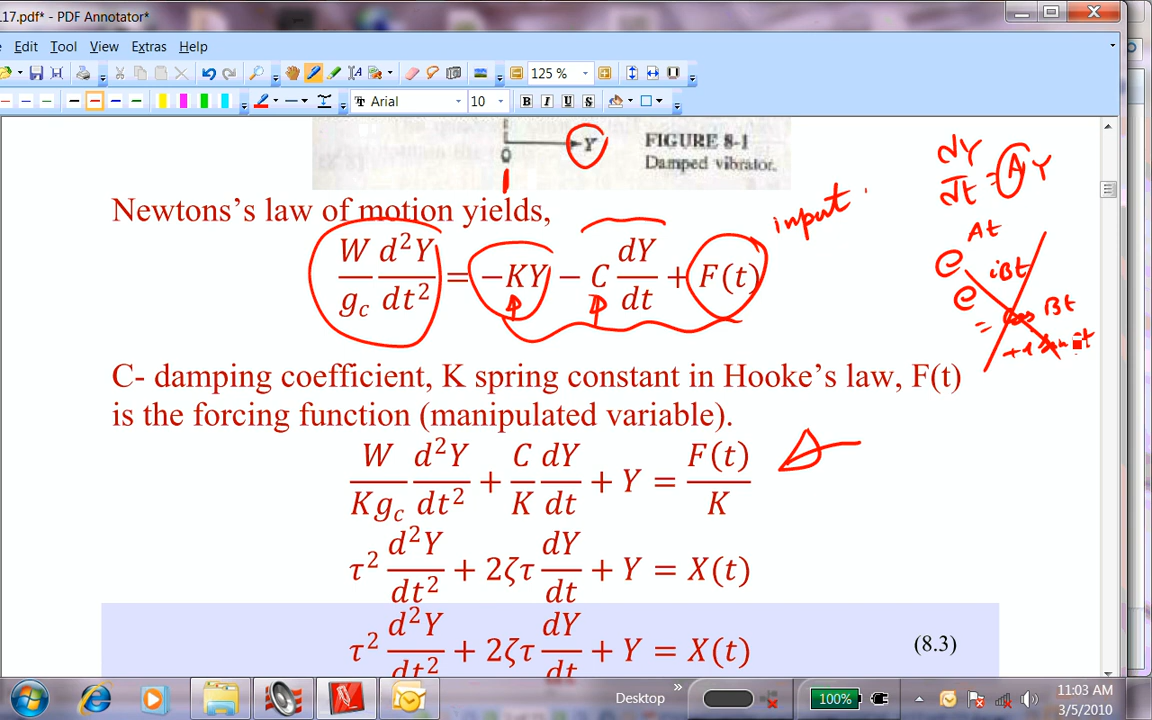 117.pdf* - PDF Annotator*
Edit Tool View Extras Help
125 %
Arial 10 B I U S
0 Y
FIGURE 8-1
Damped vibrator.
dY/dt = A Y
Newtons's law of motion yields,
input
e^{At}
W/g_c d²Y/dt² = −KY − C dY/dt + F(t)
e^{iBt}
= cos Bt
C- damping coefficient, K spring constant in Hooke's law, F(t)
is the forcing function (manipulated variable).
W/Kg_c d²Y/dt² + C/K dY/dt + Y = F(t)/K
τ² d²Y/dt² + 2ζτ dY/dt + Y = X(t)
τ² d²Y/dt² + 2ζτ dY/dt + Y = X(t) (8.3)
Desktop » 100% 11:03 AM
3/5/2010